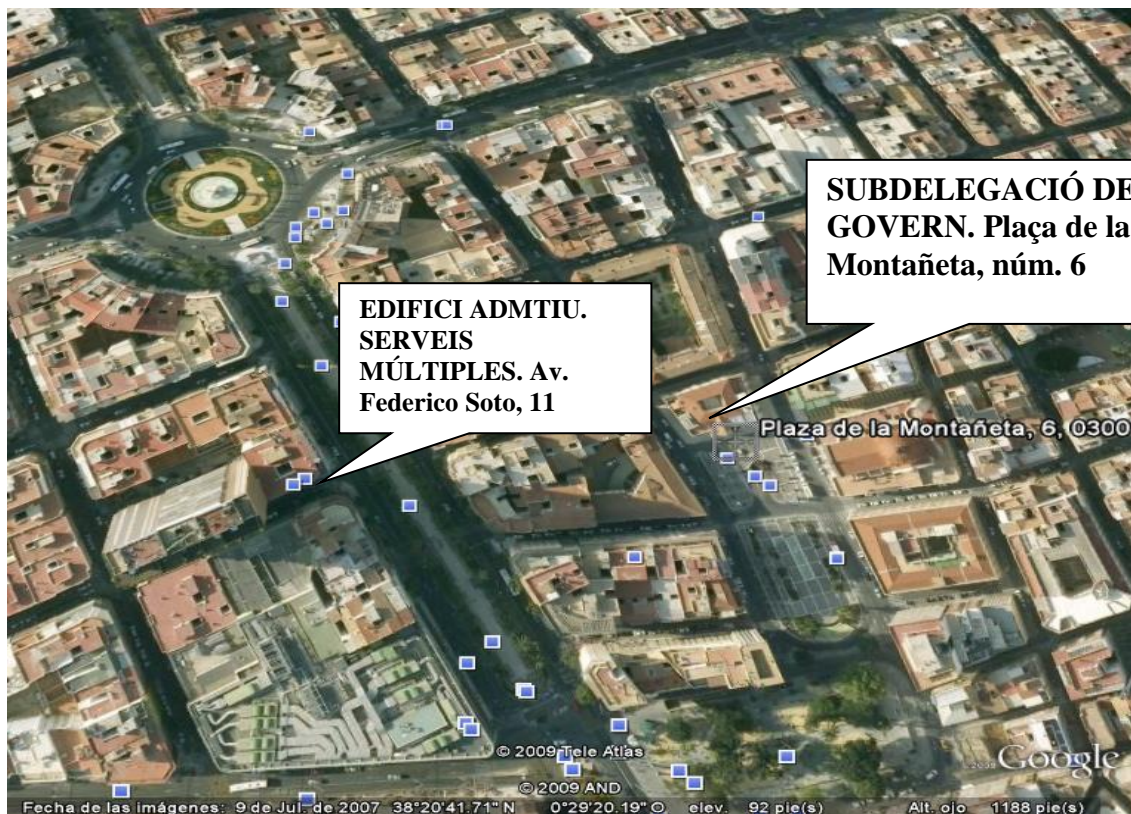 SUBDELEGACIÓ DE
GOVERN. Plaça de la
Montañeta, núm. 6
EDIFICI ADMTIU.
SERVEIS
MÚLTIPLES. Av.
Federico Soto, 11
Plaza de la Montañeta, 6, 0300
© 2009 Tele Atlas
Google
© 2009 AND
Fecha de las imágenes: 9 de Jul. de 2007 38°20'41.71" N 0°29'20.19" O elev. 92 pie(s) Alt. ojo 1188 pie(s)